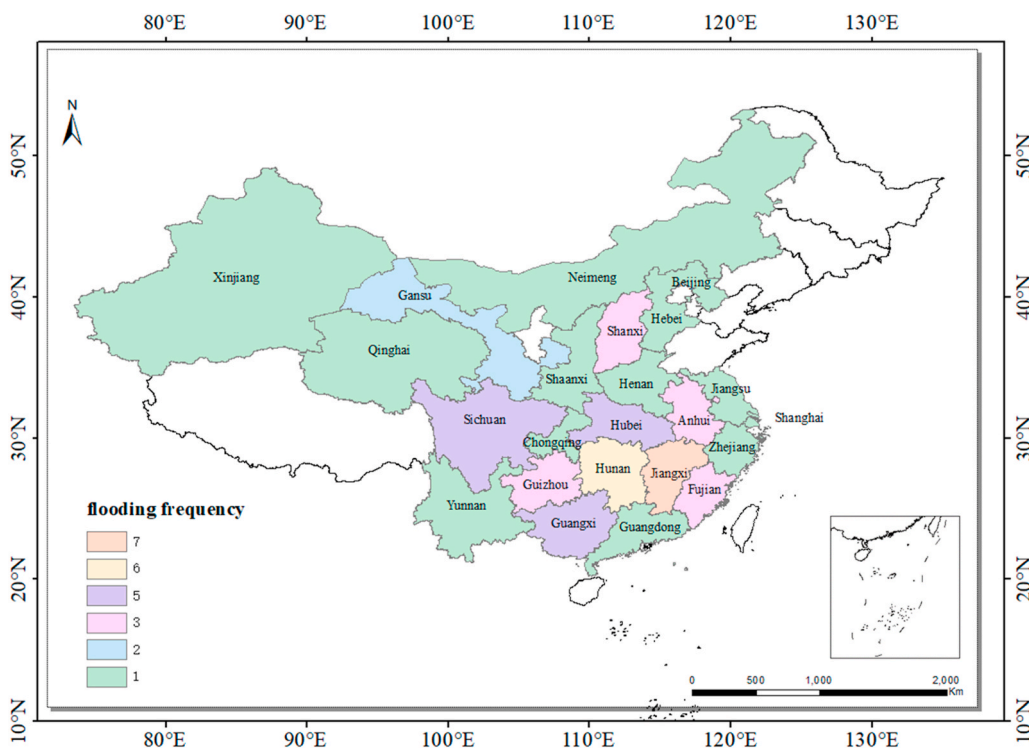 80°E 90°E 100°E 110°E 120°E 130°E
N
50°N 50°N
Xinjiang
Neimeng
Beijing
Gansu
40°N 40°N
Hebei
Shanxi
Qinghai
Shaanxi
Henan
Jiangsu
Shanghai
Sichuan
Hubei
Anhui
30°N 30°N
Chongqing
Zhejiang
Hunan
Jiangxi
Guizhou
Fujian
Yunnan
Guangxi
Guangdong
flooding frequency
7
6
5
3
2
1
20°N 20°N
0 500 1,000 2,000
Km
10°N 10°N
80°E 90°E 100°E 110°E 120°E 130°E